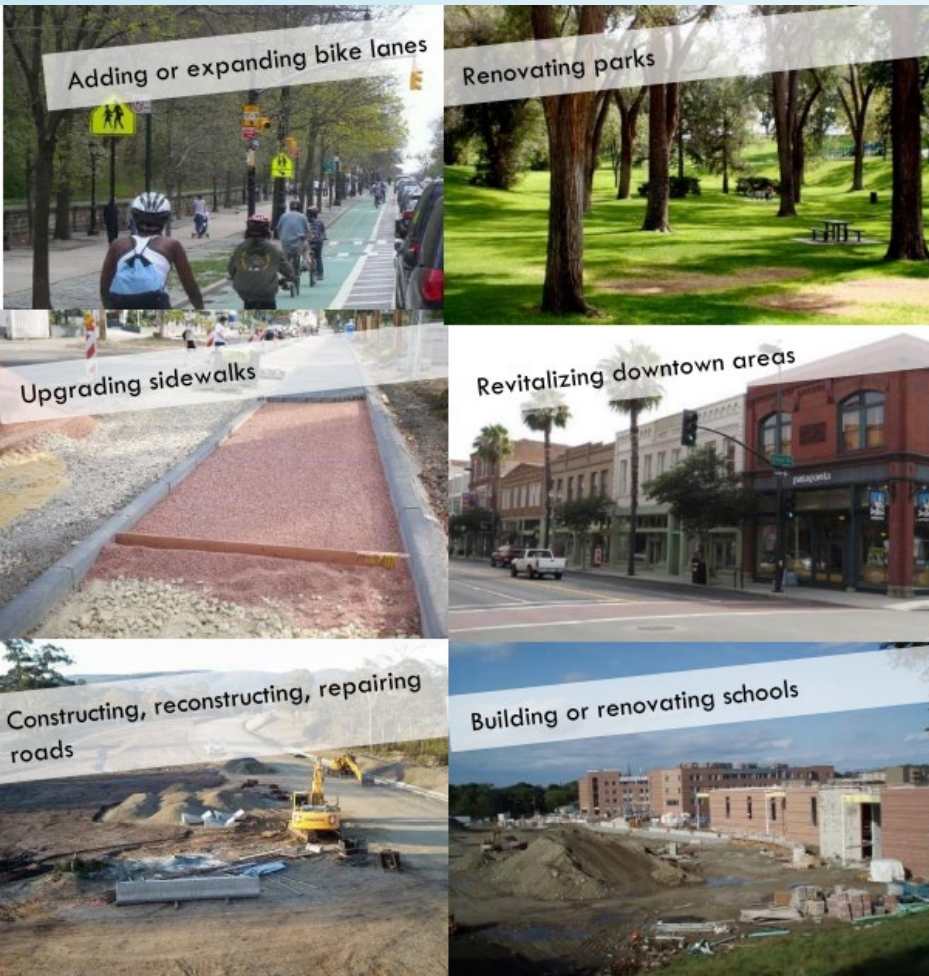 Adding or expanding bike lanes
Renovating parks
Upgrading sidewalks
Revitalizing downtown areas
patagonia
Constructing, reconstructing, repairing
roads
Building or renovating schools